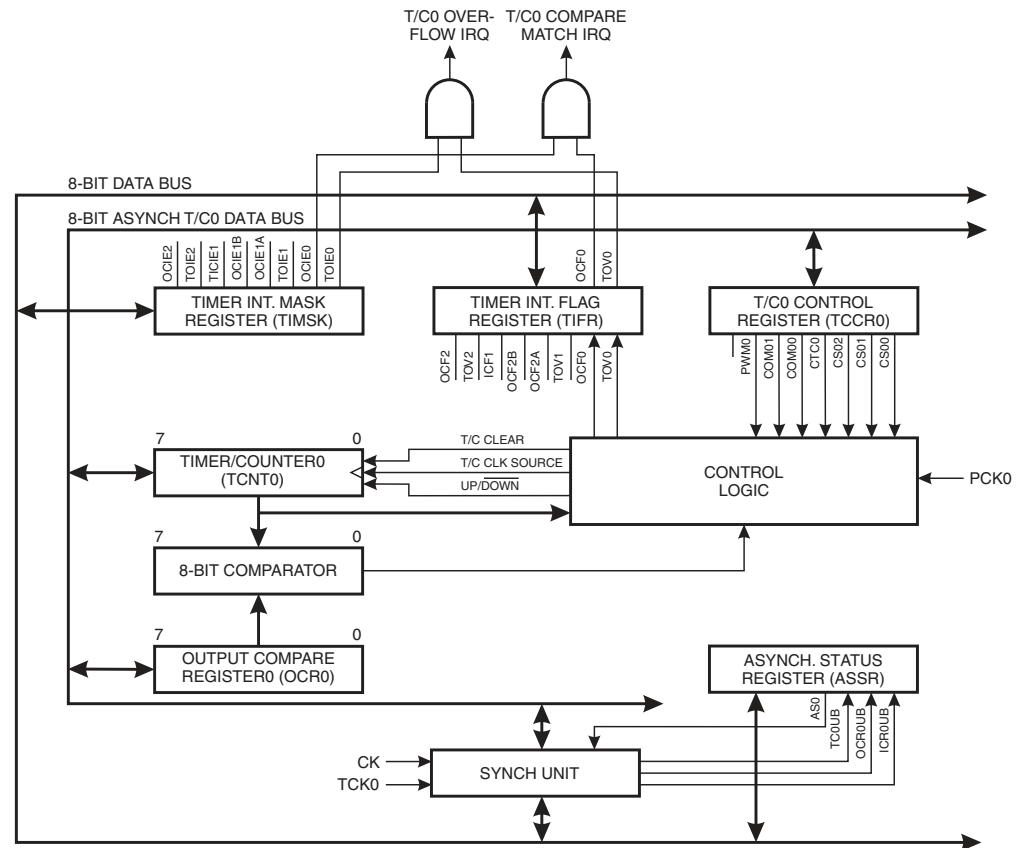 T/C0 OVER-
FLOW IRQ
T/C0 COMPARE
MATCH IRQ
8-BIT DATA BUS
8-BIT ASYNCH T/C0 DATA BUS
OCIE2
TOIE2
TICIE1
OCIE1B
OCIE1A
TOIE1
OCIE0
TOIE0
OCF0
TOV0
TIMER INT. MASK
REGISTER (TIMSK)
TIMER INT. FLAG
REGISTER (TIFR)
T/C0 CONTROL
REGISTER (TCCR0)
OCF2
TOV2
ICF1
OCF2B
OCF2A
TOV1
OCF0
TOV0
PWM0
COM01
COM00
CTC0
CS02
CS01
CS00
7
0
TIMER/COUNTER0
(TCNT0)
T/C CLEAR
T/C CLK SOURCE
UP/DOWN
CONTROL
LOGIC
PCK0
7
0
8-BIT COMPARATOR
7
0
OUTPUT COMPARE
REGISTER0 (OCR0)
ASYNCH. STATUS
REGISTER (ASSR)
AS0
TC0UB
OCR0UB
ICR0UB
CK
TCK0
SYNCH UNIT